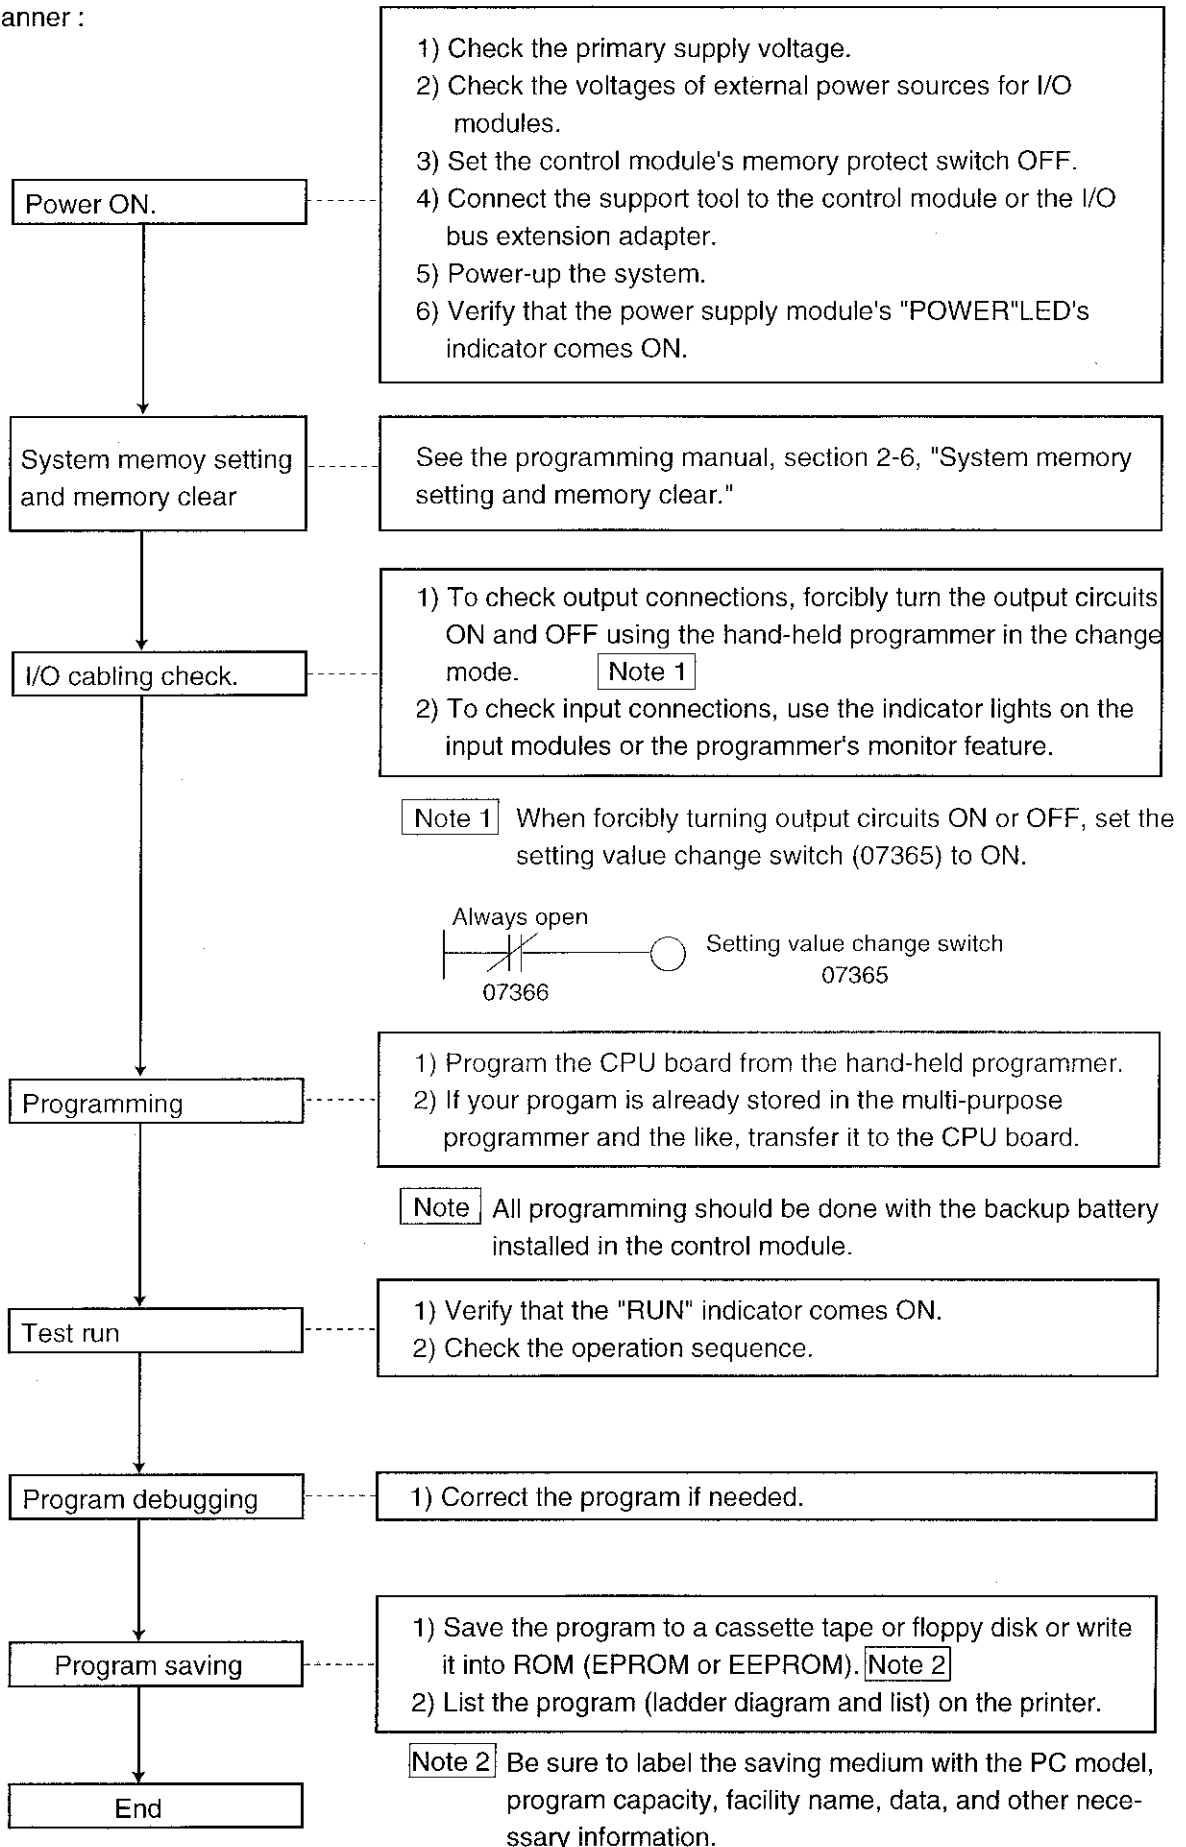 anner :
1) Check the primary supply voltage.
2) Check the voltages of external power sources for I/O
modules.
3) Set the control module's memory protect switch OFF.
4) Connect the support tool to the control module or the I/O
bus extension adapter.
5) Power-up the system.
6) Verify that the power supply module's "POWER"LED's
indicator comes ON.
Power ON.
System memoy setting
and memory clear
See the programming manual, section 2-6, "System memory
setting and memory clear."
I/O cabling check.
1) To check output connections, forcibly turn the output circuits
ON and OFF using the hand-held programmer in the change
mode. Note 1
2) To check input connections, use the indicator lights on the
input modules or the programmer's monitor feature.
Note 1 When forcibly turning output circuits ON or OFF, set the
setting value change switch (07365) to ON.
Always open
07366
Setting value change switch
07365
Programming
1) Program the CPU board from the hand-held programmer.
2) If your progam is already stored in the multi-purpose
programmer and the like, transfer it to the CPU board.
Note All programming should be done with the backup battery
installed in the control module.
Test run
1) Verify that the "RUN" indicator comes ON.
2) Check the operation sequence.
Program debugging
1) Correct the program if needed.
Program saving
1) Save the program to a cassette tape or floppy disk or write
it into ROM (EPROM or EEPROM). Note 2
2) List the program (ladder diagram and list) on the printer.
Note 2 Be sure to label the saving medium with the PC model,
program capacity, facility name, data, and other nece-
ssary information.
End